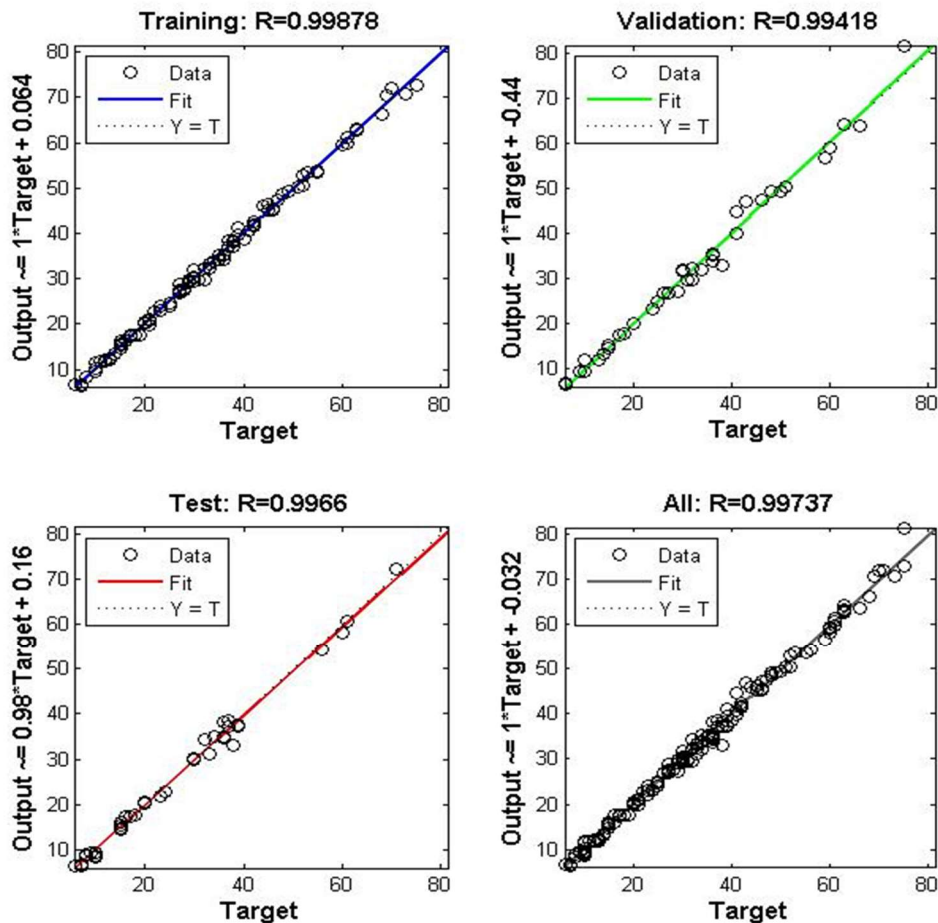 Training: R=0.99878
Output ~= 1*Target + 0.064
80
70
60
50
40
30
20
10
Data
Fit
Y = T
20
40
60
80
Target
Validation: R=0.99418
Output ~= 1*Target + -0.44
80
70
60
50
40
30
20
10
Data
Fit
Y = T
20
40
60
80
Target
Test: R=0.9966
Output ~= 0.98*Target + 0.16
80
70
60
50
40
30
20
10
Data
Fit
Y = T
20
40
60
80
Target
All: R=0.99737
Output ~= 1*Target + -0.032
80
70
60
50
40
30
20
10
Data
Fit
Y = T
20
40
60
80
Target